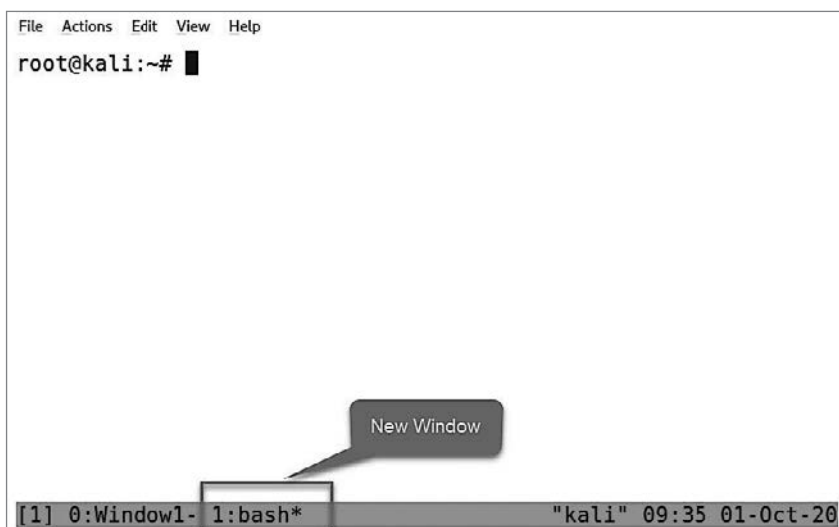 File Actions Edit View Help
root@kali:~#
New Window
[1] 0:Window1- 1:bash* "kali" 09:35 01-Oct-20